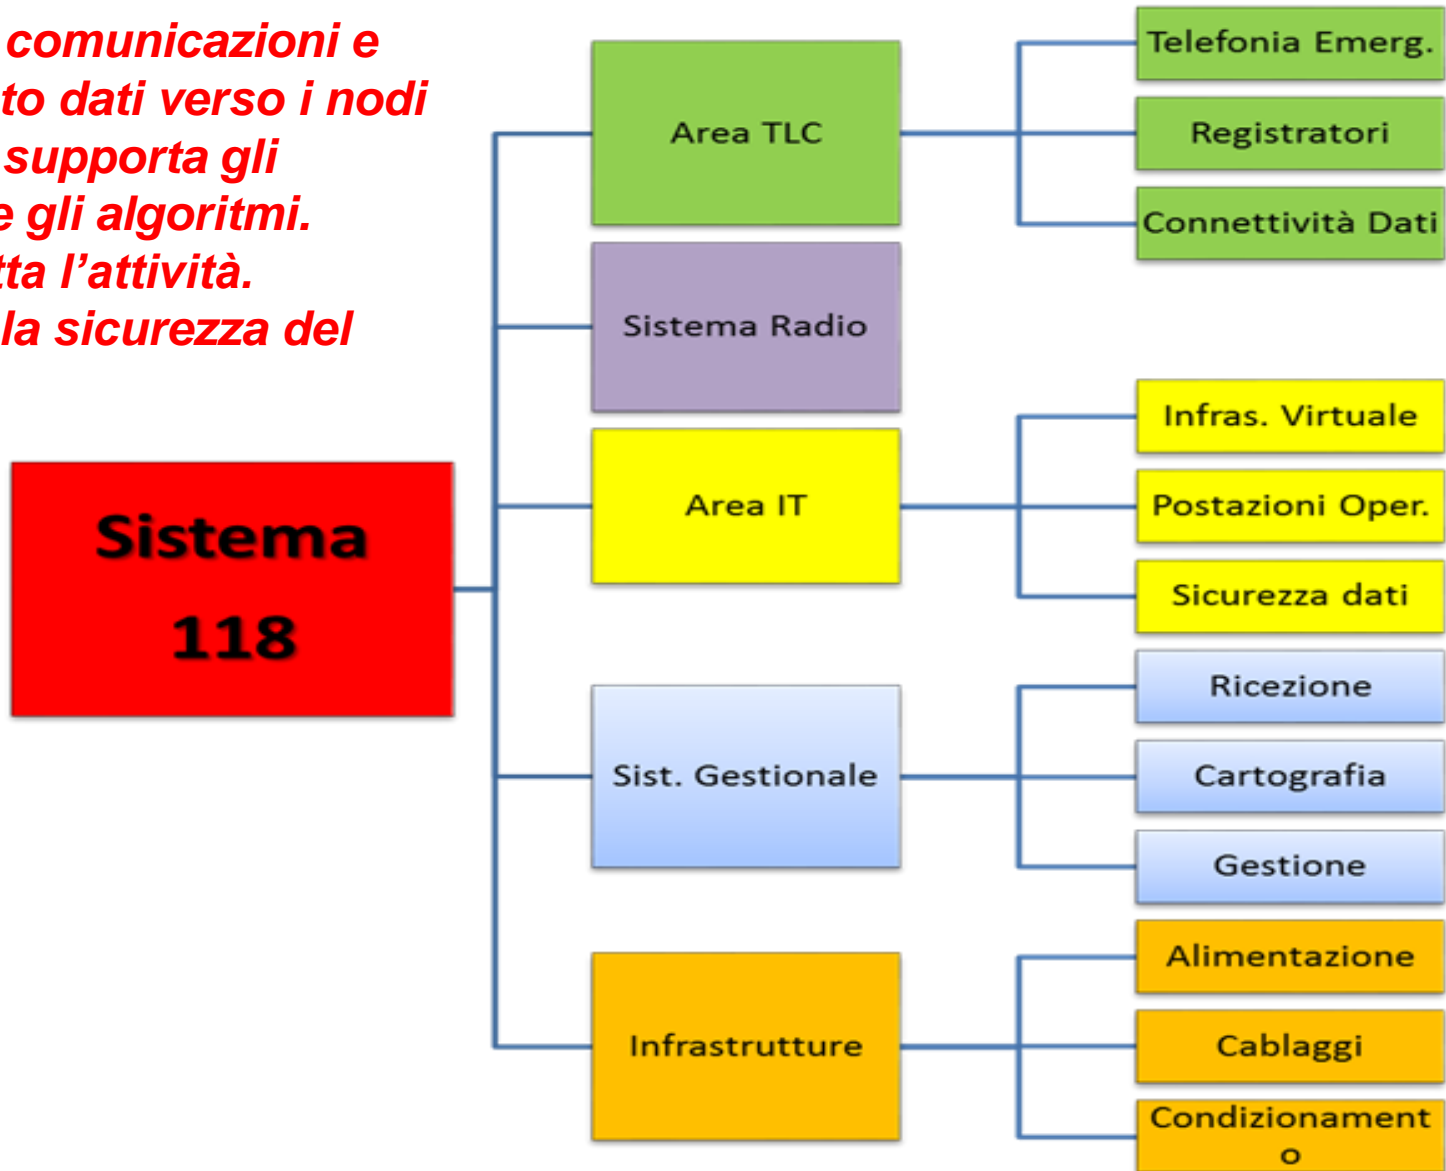 comunicazioni e
to dati verso i nodi
supporta gli
e gli algoritmi.
tta l'attività.
la sicurezza del
Sistema
118
Area TLC
Telefonia Emerg.
Registratori
Connettività Dati
Sistema Radio
Area IT
Infras. Virtuale
Postazioni Oper.
Sicurezza dati
Sist. Gestionale
Ricezione
Cartografia
Gestione
Infrastrutture
Alimentazione
Cablaggi
Condizionament
o